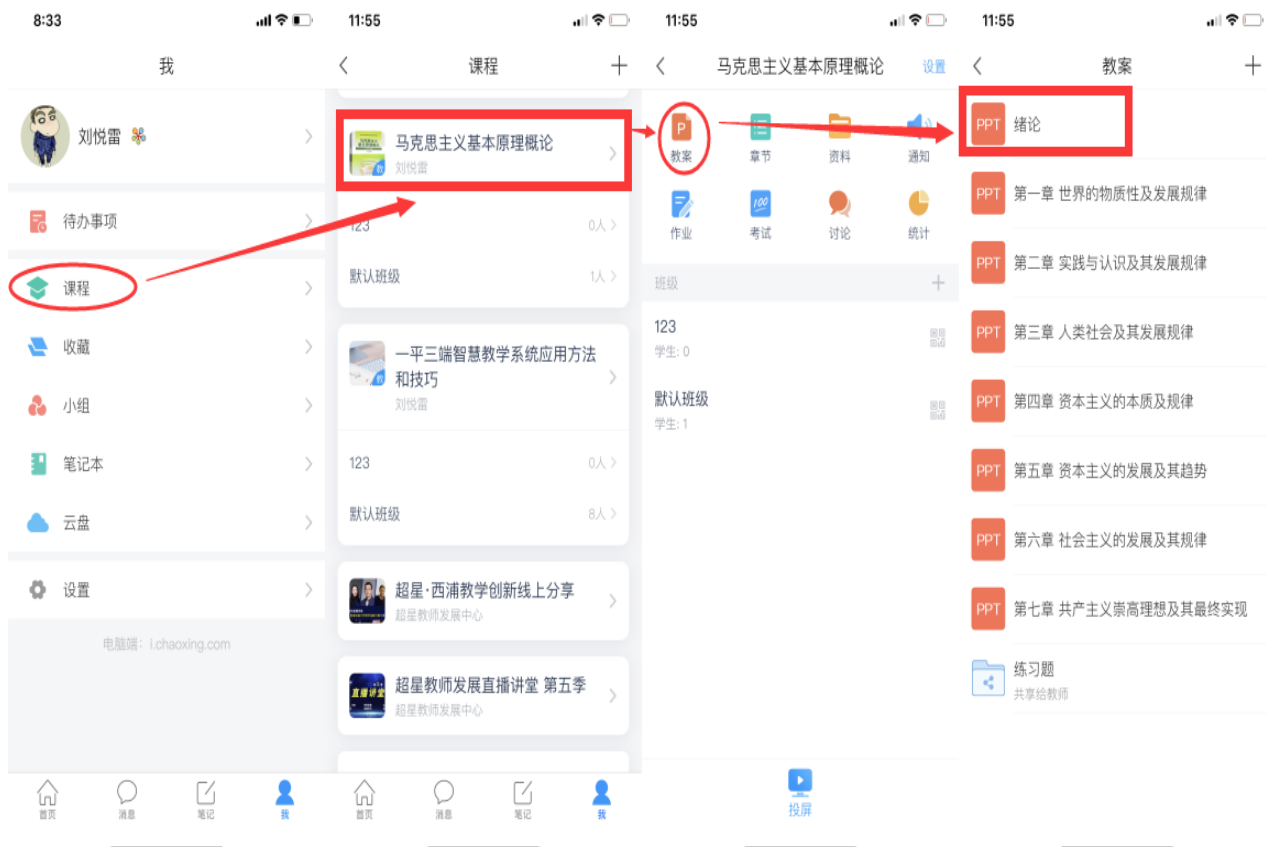 8:33
我
刘悦雷
待办事项
课程
收藏
小组
笔记本
云盘
设置
电脑端：i.chaoxing.com
首页
消息
笔记
我
11:55
课程
马克思主义基本原理概论
刘悦雷
教
123
0人
默认班级
1人
一平三端智慧教学系统应用方法
和技巧
刘悦雷
教
123
0人
默认班级
8人
超星·西浦教学创新线上分享
超星教师发展中心
直播讲堂
超星教师发展直播讲堂 第五季
超星教师发展中心
首页
消息
笔记
我
11:55
马克思主义基本原理概论
设置
P
教案
章节
资料
通知
作业
100
考试
讨论
统计
班级
123
学生: 0
默认班级
学生: 1
投屏
11:55
教案
PPT 绪论
PPT 第一章 世界的物质性及发展规律
PPT 第二章 实践与认识及其发展规律
PPT 第三章 人类社会及其发展规律
PPT 第四章 资本主义的本质及规律
PPT 第五章 资本主义的发展及其趋势
PPT 第六章 社会主义的发展及其规律
PPT 第七章 共产主义崇高理想及其最终实现
练习题
共享给教师